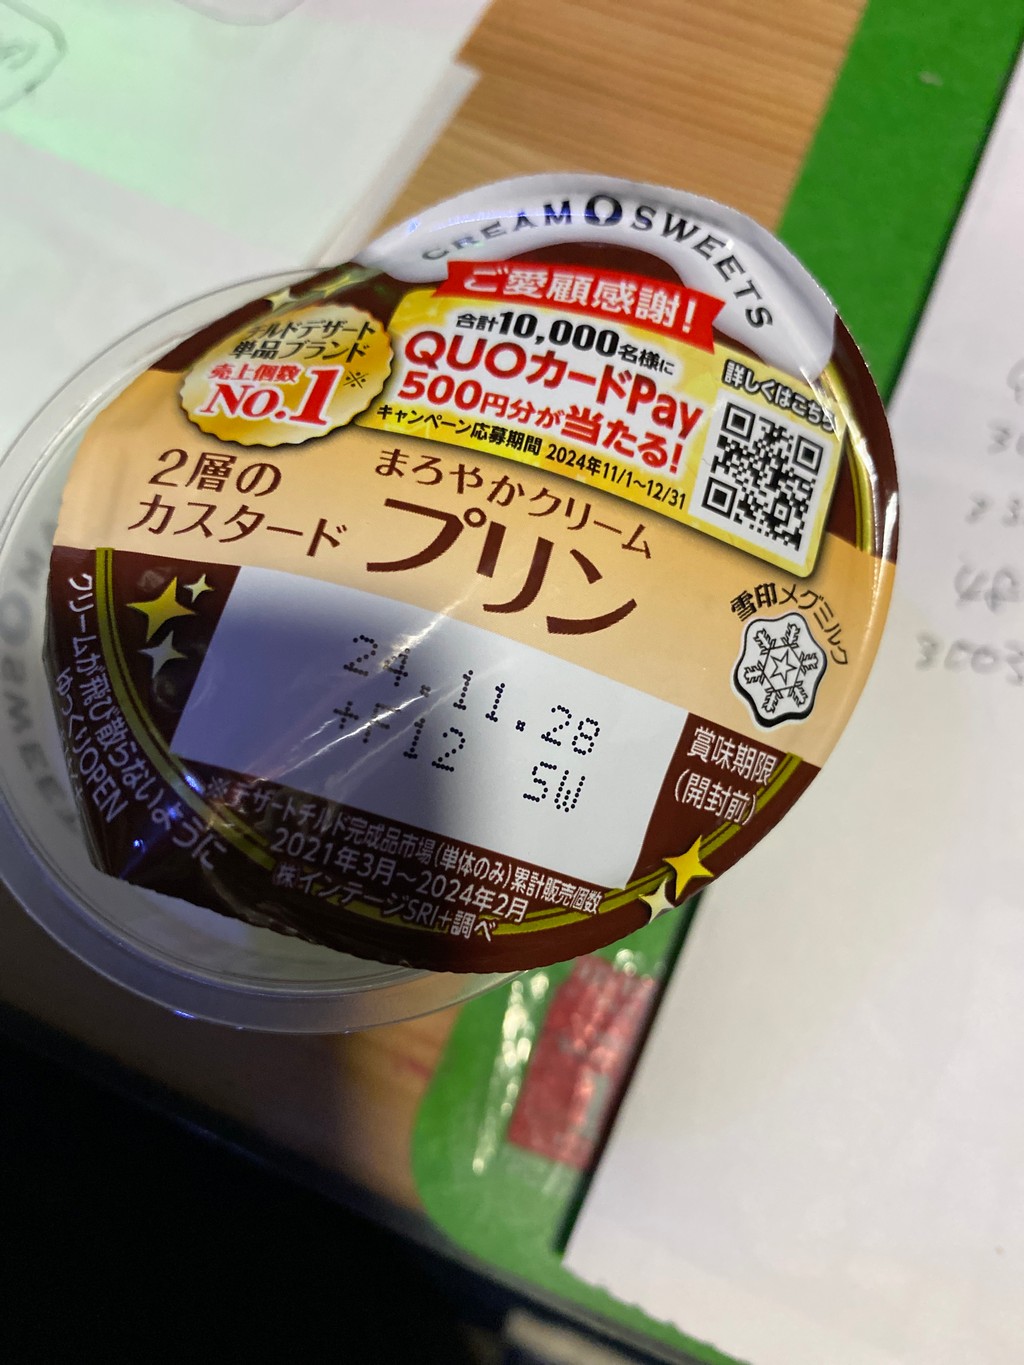 CREAM SWEETS
ご愛顧感謝!
合計10,000名様に
QUOカードPay
500円分が当たる!
キャンペーン応募期間 2024年11/1~12/31
詳しくはこちら
チルドデザート
単品ブランド
売上個数
No.1※
2層の
カスタード
まろやかクリーム
プリン
雪印メグミルク
24.11.28
+F12 SW
賞味期限
(開封前)
クリームが飛び散らないように
ゆっくりOPEN
※デザートチルド完成品市場(単体のみ)累計販売個数
2021年3月~2024年2月
㈱インテージSRI+調べ